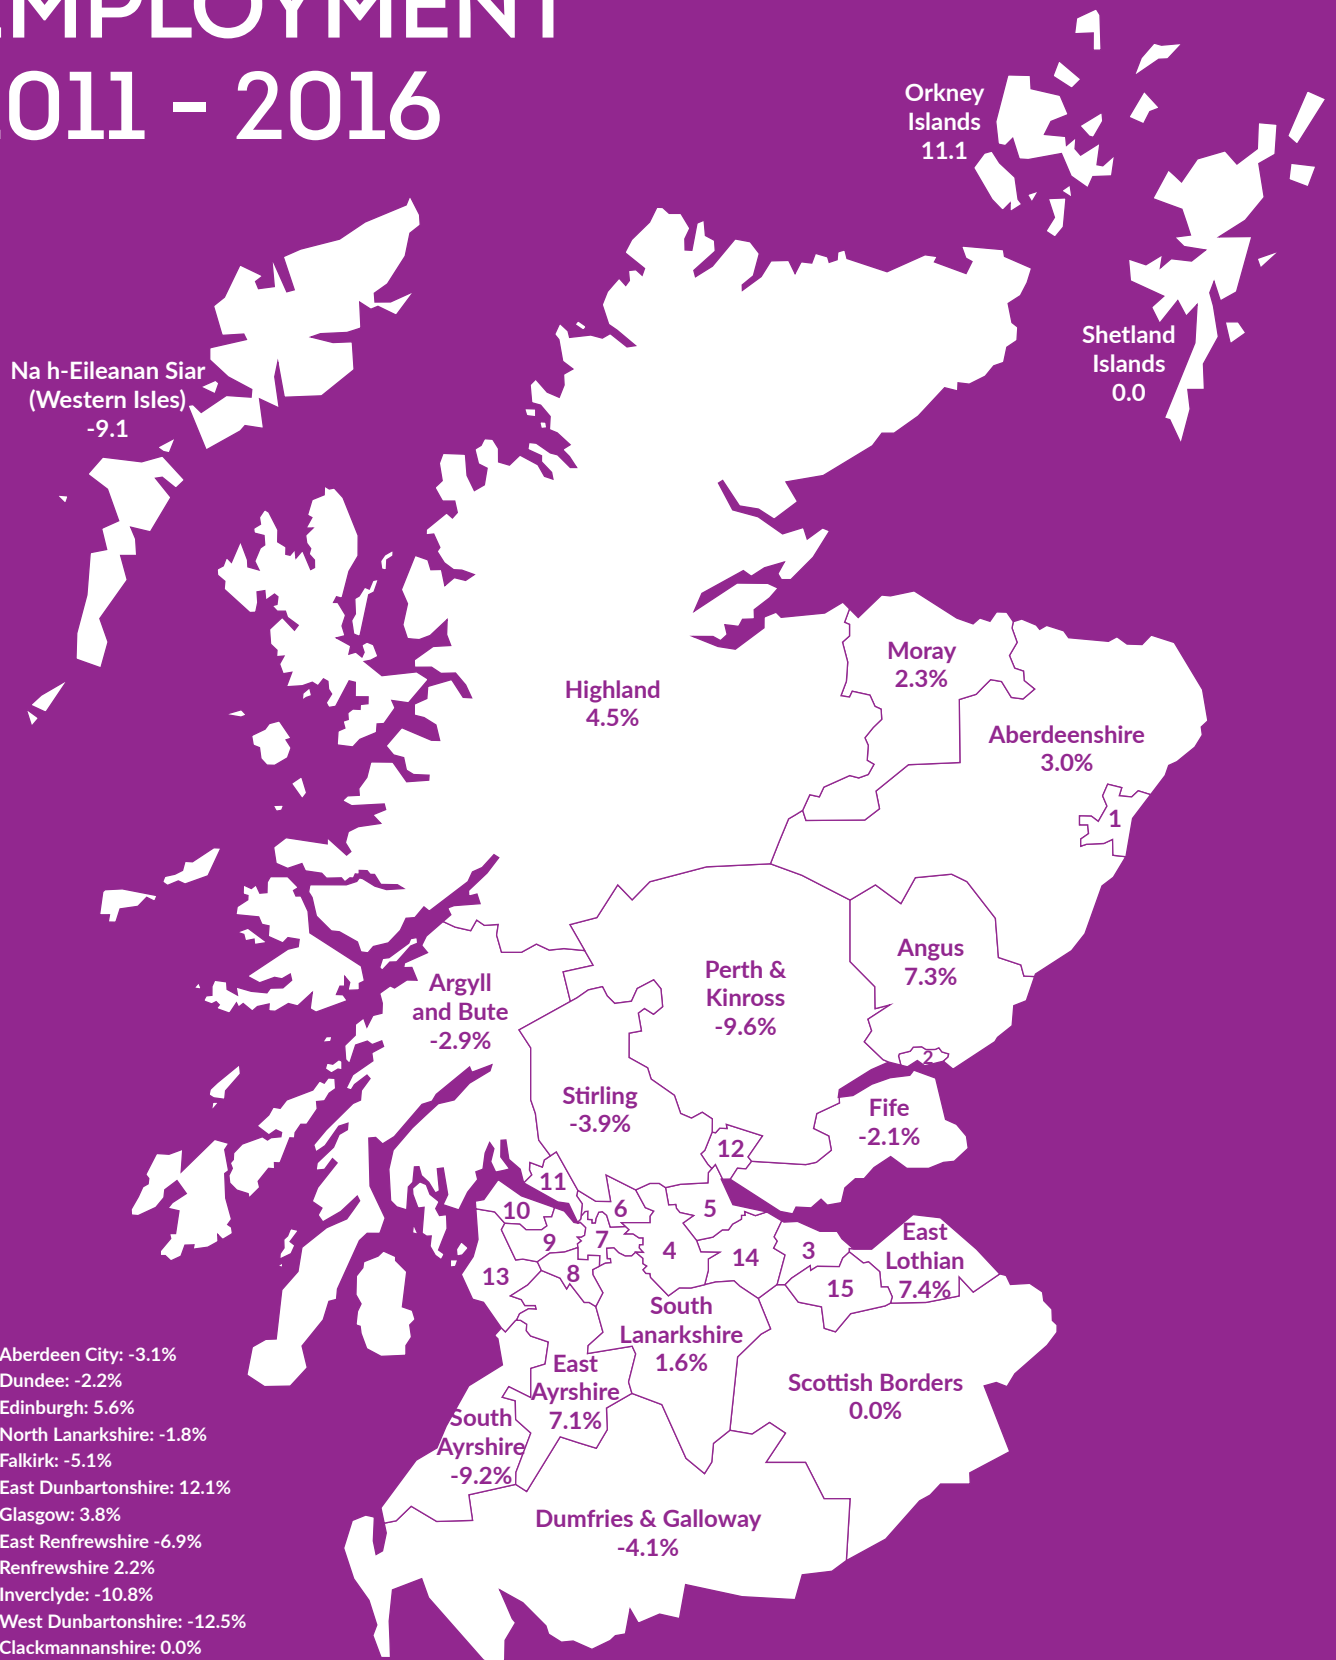 EMPLOYMENT
2011 - 2016
Orkney
Islands
11.1
Shetland
Islands
0.0
Na h-Eileanan Siar
(Western Isles)
-9.1
Moray
2.3%
Highland
4.5%
Aberdeenshire
3.0%
1
Angus
7.3%
Perth &
Kinross
-9.6%
Argyll
and Bute
-2.9%
2
Stirling
-3.9%
Fife
-2.1%
12
11
10
6
5
9
7
4
14
3
East
Lothian
7.4%
13
8
15
South
Lanarkshire
1.6%
East
Ayrshire
7.1%
Scottish Borders
0.0%
South
Ayrshire
-9.2%
Dumfries & Galloway
-4.1%
Aberdeen City: -3.1%
Dundee: -2.2%
Edinburgh: 5.6%
North Lanarkshire: -1.8%
Falkirk: -5.1%
East Dunbartonshire: 12.1%
Glasgow: 3.8%
East Renfrewshire -6.9%
Renfrewshire 2.2%
Inverclyde: -10.8%
West Dunbartonshire: -12.5%
Clackmannanshire: 0.0%